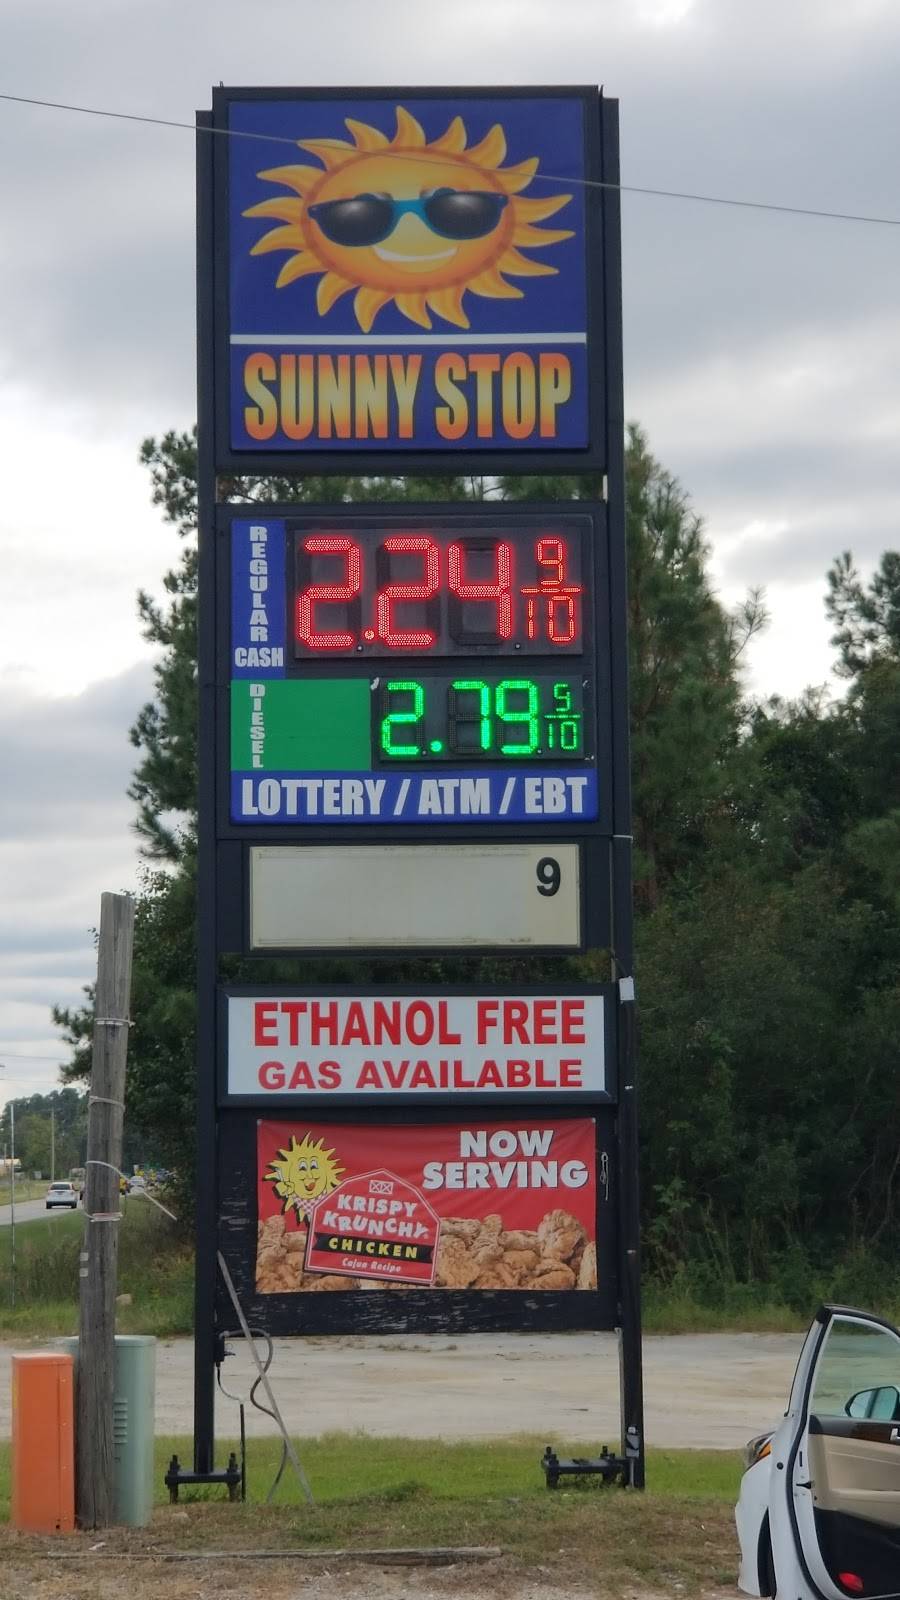 SUNNY STOP
REGULAR
CASH
2.24 9/10
DIESEL
2.79 9/10
LOTTERY / ATM / EBT
9
ETHANOL FREE
GAS AVAILABLE
NOW
SERVING
KRISPY
KRUNCHY
CHICKEN
Cajun Recipe